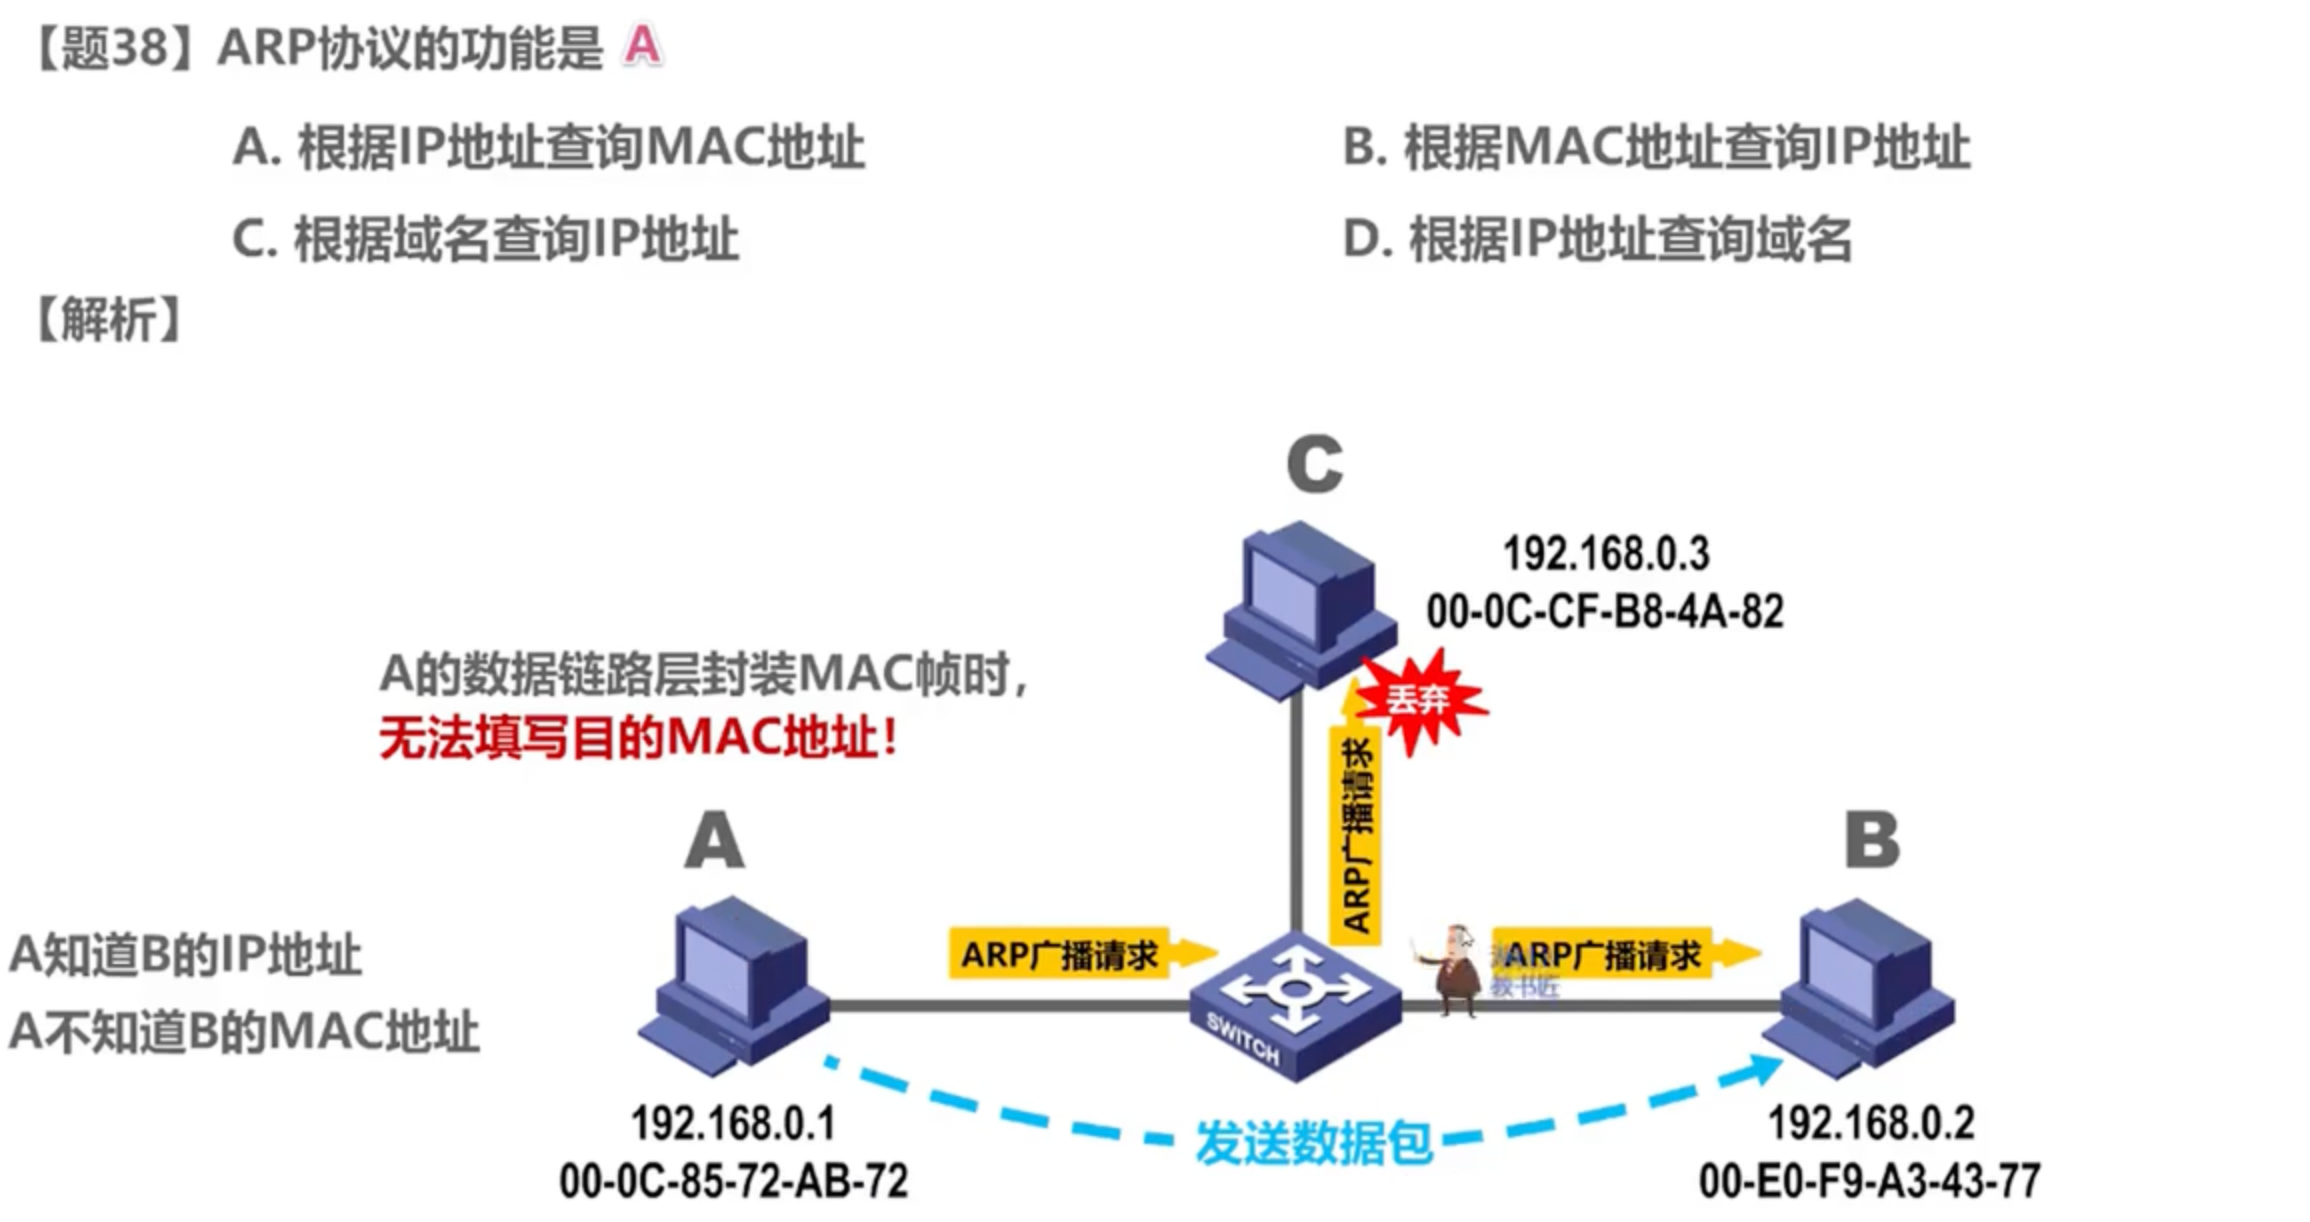 【题38】ARP协议的功能是 A
A. 根据IP地址查询MAC地址
B. 根据MAC地址查询IP地址
C. 根据域名查询IP地址
D. 根据IP地址查询域名
【解析】
C
192.168.0.3
00-0C-CF-B8-4A-82
A的数据链路层封装MAC帧时，
无法填写目的MAC地址！
丢弃
ARP广播请求
A
B
A知道B的IP地址
A不知道B的MAC地址
ARP广播请求
ARP广播请求
教书匠
SWITCH
发送数据包
192.168.0.1
00-0C-85-72-AB-72
192.168.0.2
00-E0-F9-A3-43-77